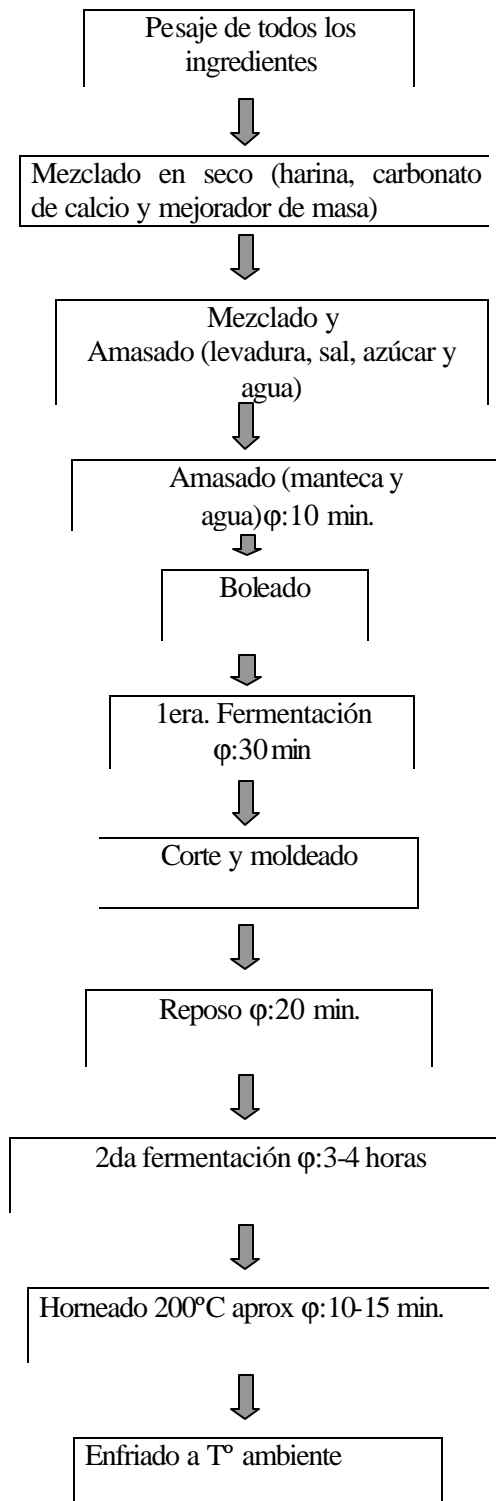 Pesaje de todos los
ingredientes
Mezclado en seco (harina, carbonato
de calcio y mejorador de masa)
Mezclado y
Amasado (levadura, sal, azúcar y
agua)
Amasado (manteca y
agua)φ:10 min.
Boleado
1era. Fermentación
φ:30 min
Corte y moldeado
Reposo φ:20 min.
2da fermentación φ:3-4 horas
Horneado 200ºC aprox φ:10-15 min.
Enfriado a Tº ambiente